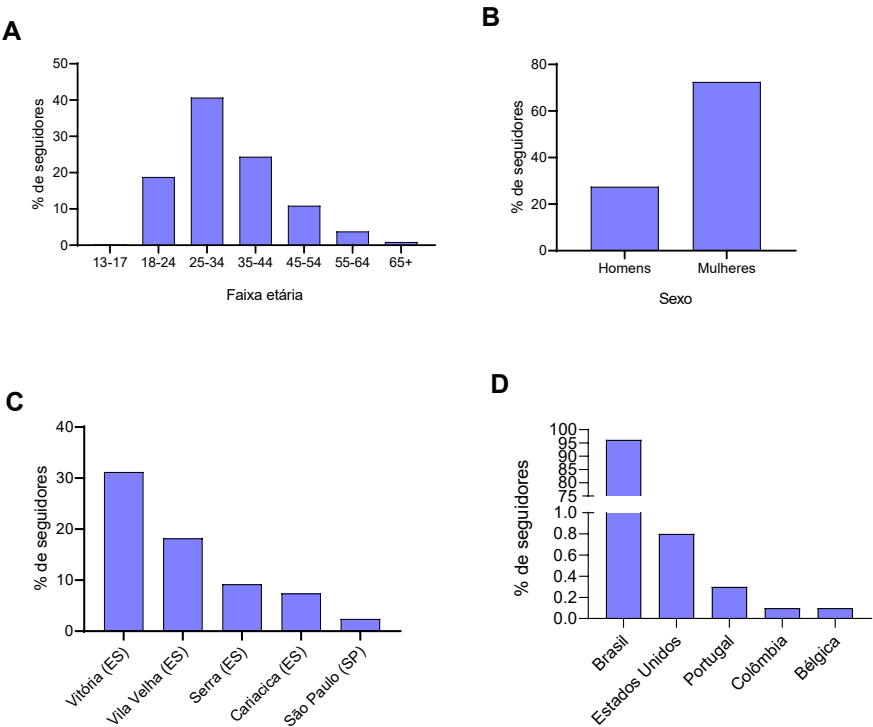 A
% de seguidores
50
40
30
20
10
0
13-17 18-24 25-34 35-44 45-54 55-64 65+
Faixa etária
B
% de seguidores
80
60
40
20
0
Homens Mulheres
Sexo
C
% de seguidores
40
30
20
10
0
Vitória (ES)
Vila Velha (ES)
Serra (ES)
Cariacica (ES)
São Paulo (SP)
D
% de seguidores
100
95
90
85
80
75
1.0
0.8
0.6
0.4
0.2
0.0
Brasil
Estados Unidos
Portugal
Colômbia
Bélgica